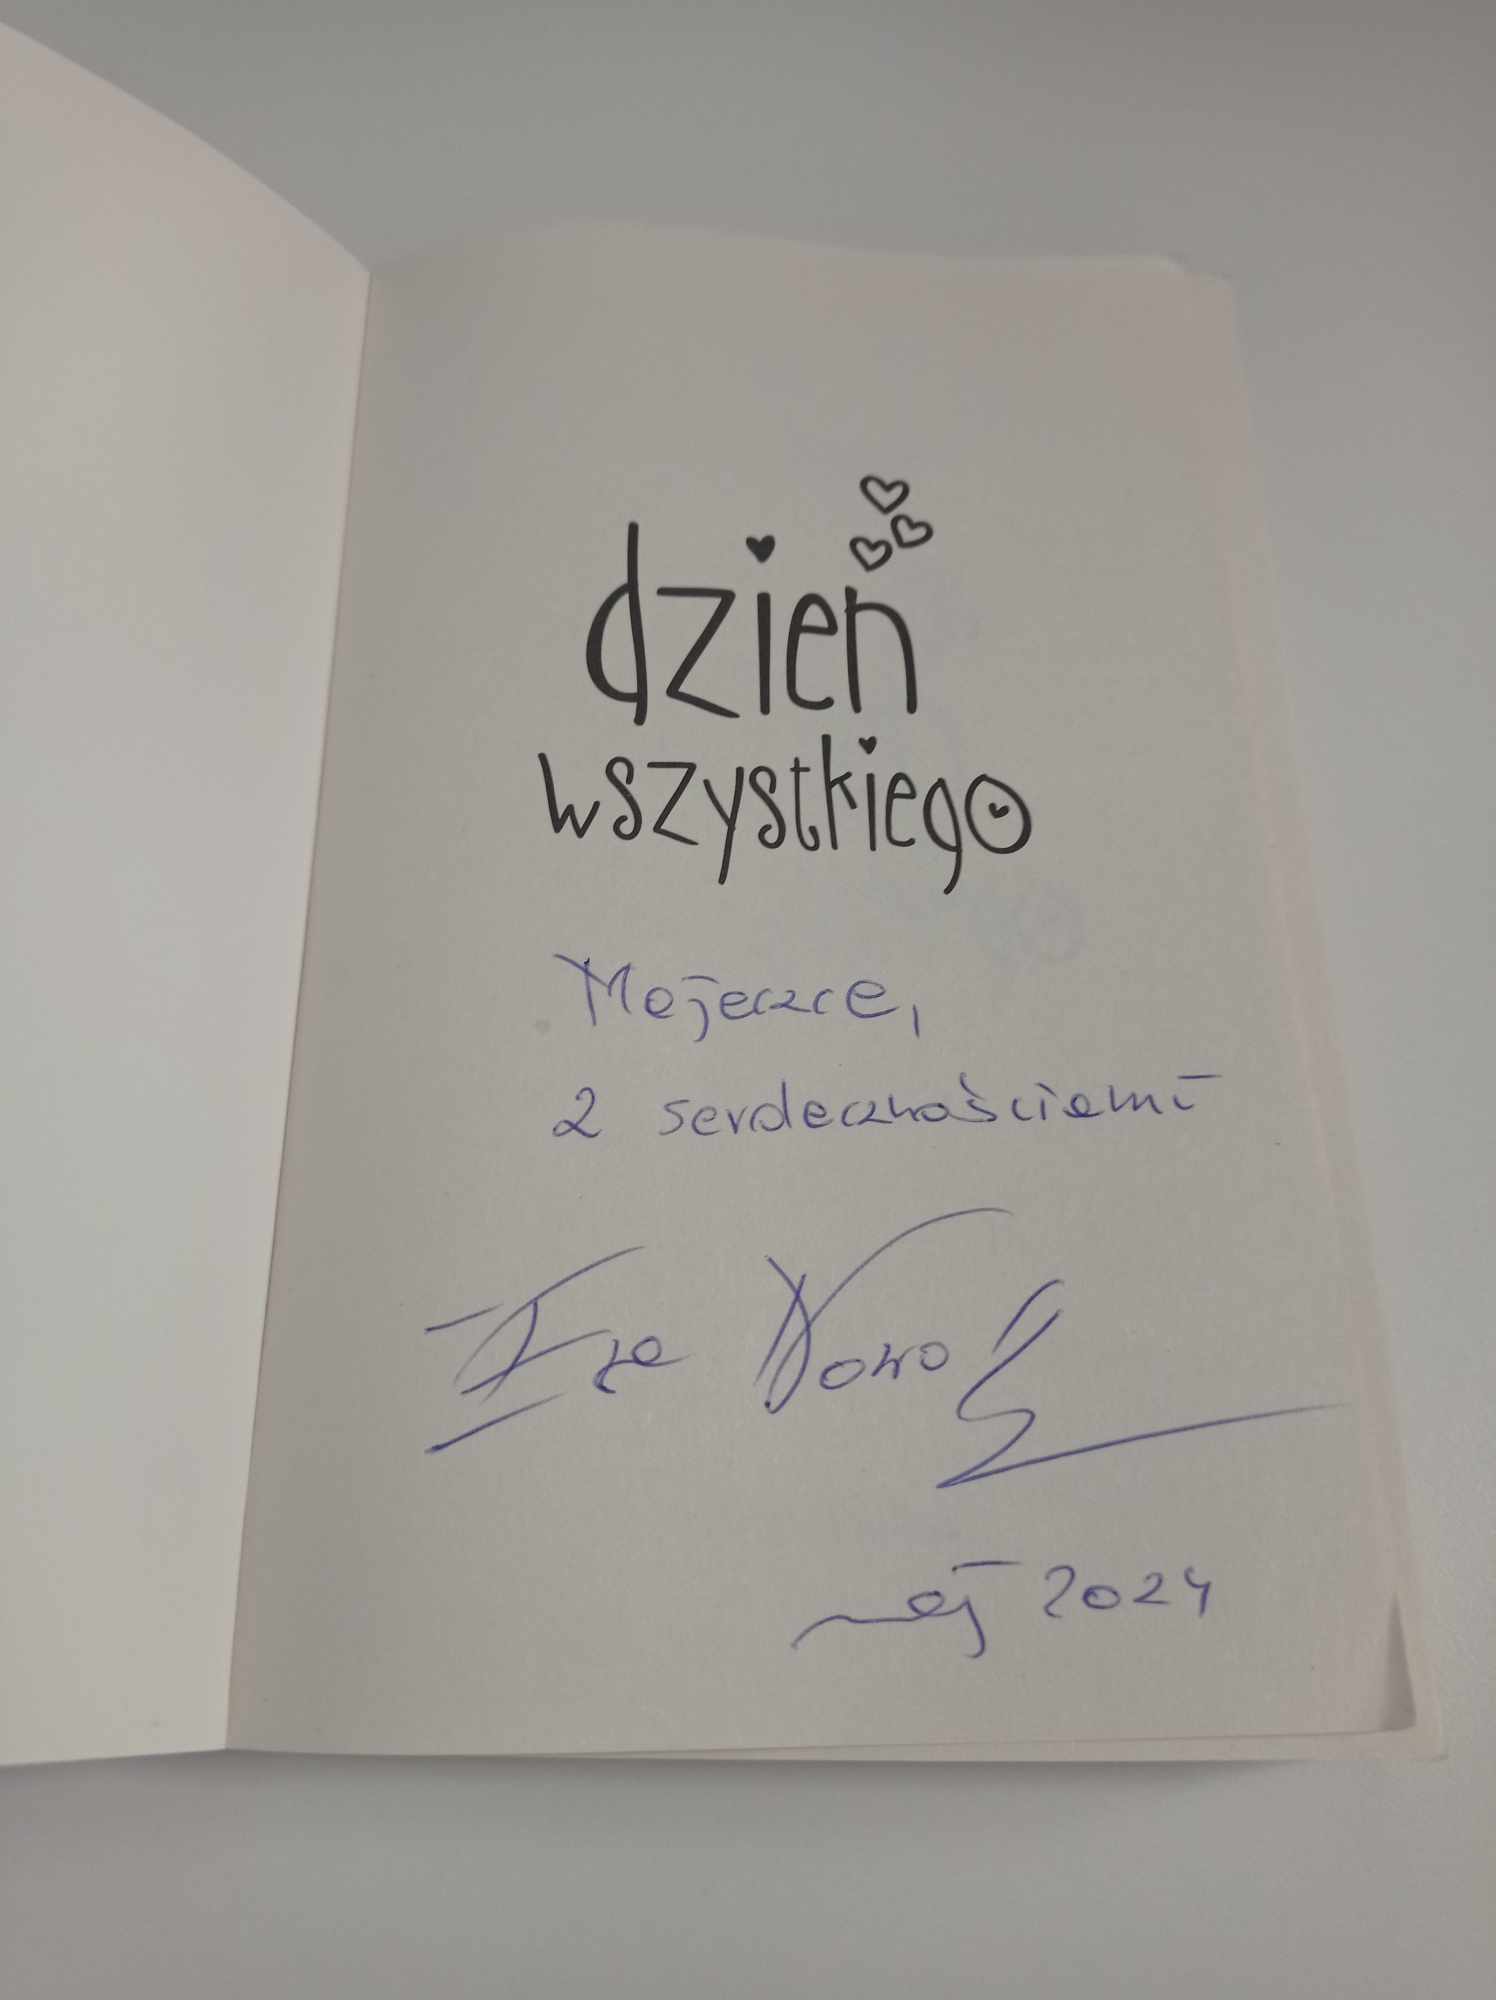 dzień
wszystkiego
Mojeczce,
z serdecznościami
maj 2024